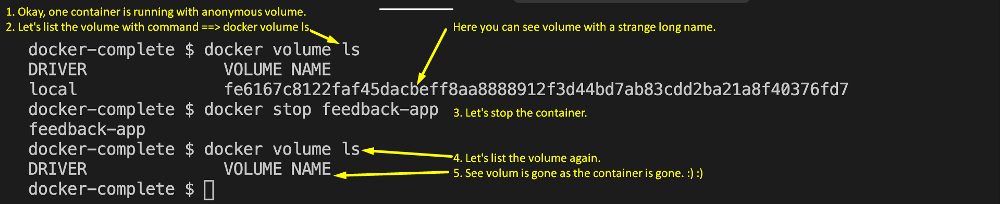 1. Okay, one container is running with anonymous volume.
2. Let's list the volume with command ==> docker volume ls.
Here you can see volume with a strange long name.
docker-complete $ docker volume ls
DRIVER VOLUME NAME
local fe6167c8122faf45dacbeff8aa8888912f3d44bd7ab83cdd2ba21a8f40376fd7
docker-complete $ docker stop feedback-app
3. Let's stop the container.
feedback-app
docker-complete $ docker volume ls
4. Let's list the volume again.
DRIVER VOLUME NAME
5. See volum is gone as the container is gone. :) :)
docker-complete $